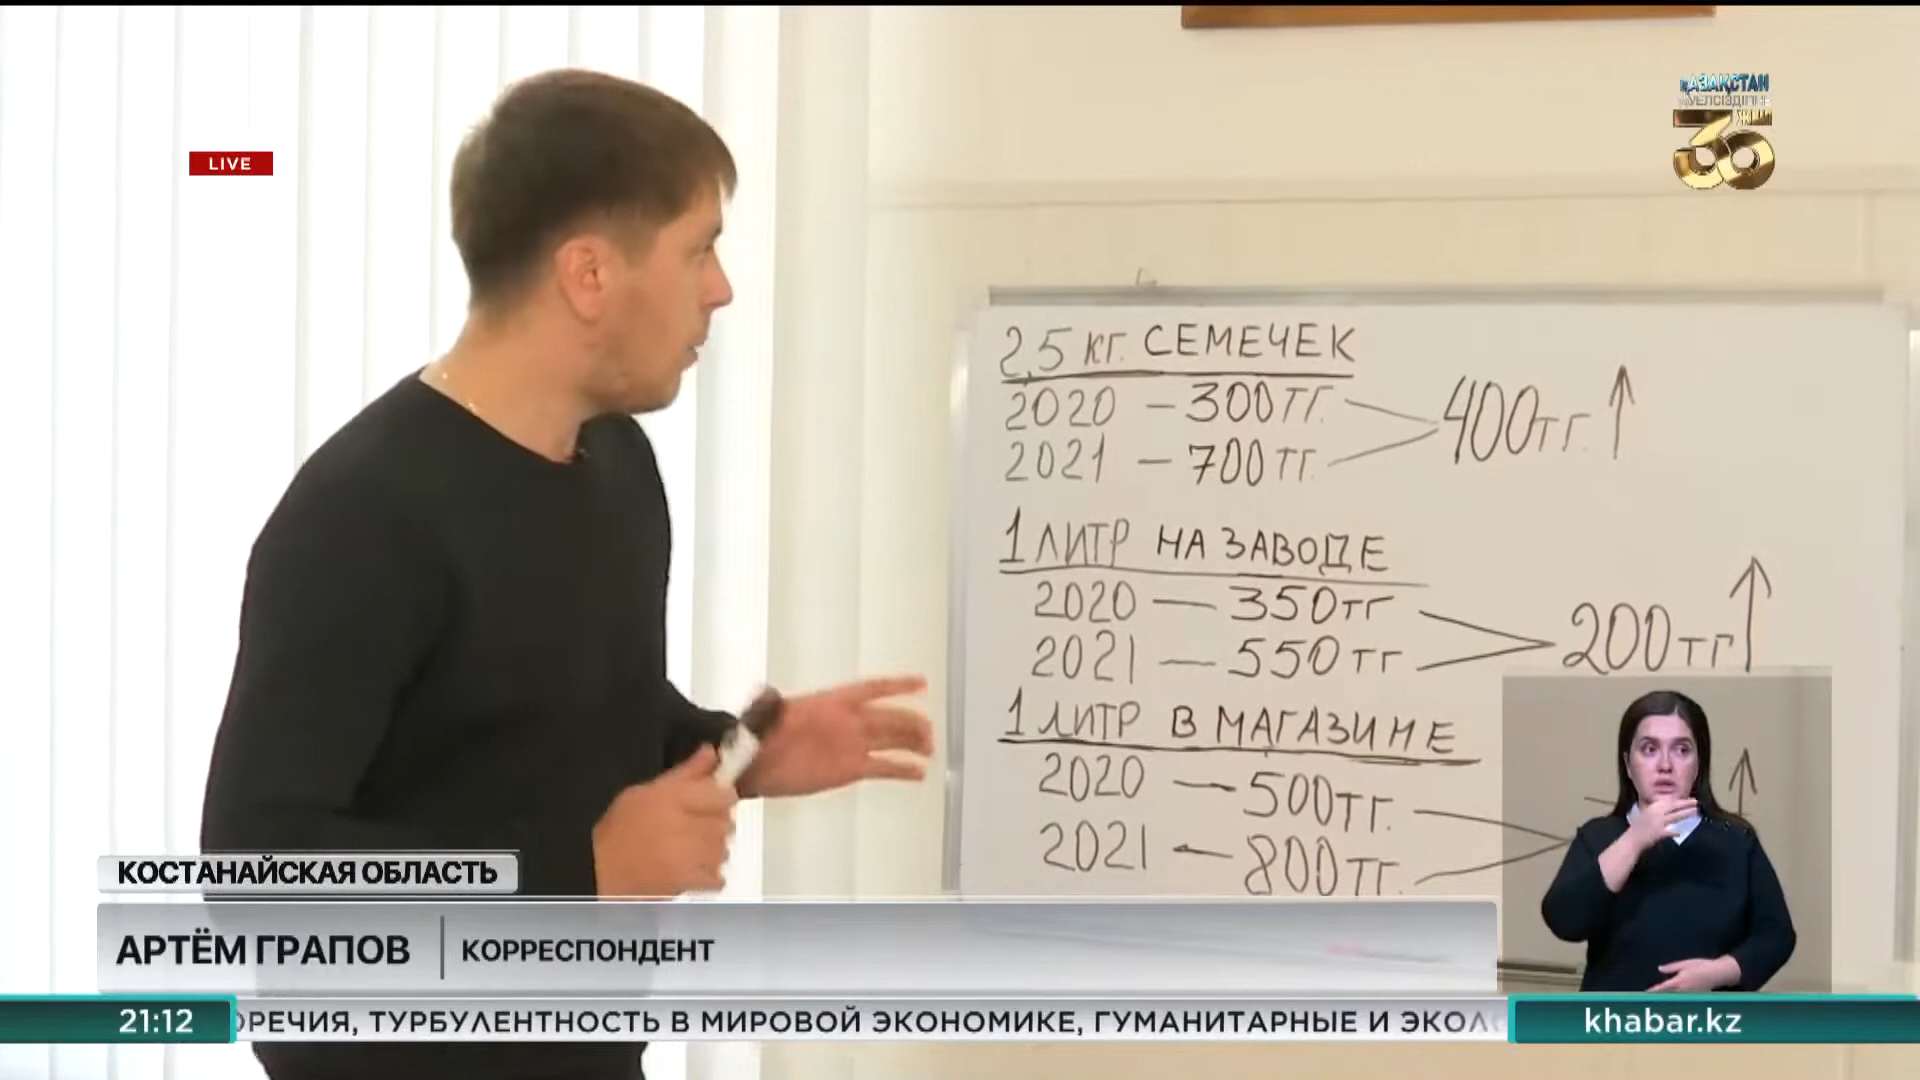 LIVE
ҚАЗАҚСТАН
30
2,5 КГ. СЕМЕЧЕК
2020 – 300 ТГ.
2021 – 700 ТГ.
400 ТГ. ↑
1 ЛИТР НА ЗАВОДЕ
2020 — 350 ТГ
2021 — 550 ТГ
200 ТГ ↑
1 ЛИТР В МАГАЗИНЕ
2020 — 500 ТГ.
2021 — 800 ТГ.
↑
КОСТАНАЙСКАЯ ОБЛАСТЬ
АРТЁМ ГРАПОВ
КОРРЕСПОНДЕНТ
21:12
ТУРБУЛЕНТНОСТЬ В МИРОВОЙ ЭКОНОМИКЕ, ГУМАНИТАРНЫЕ И
khabar.kz